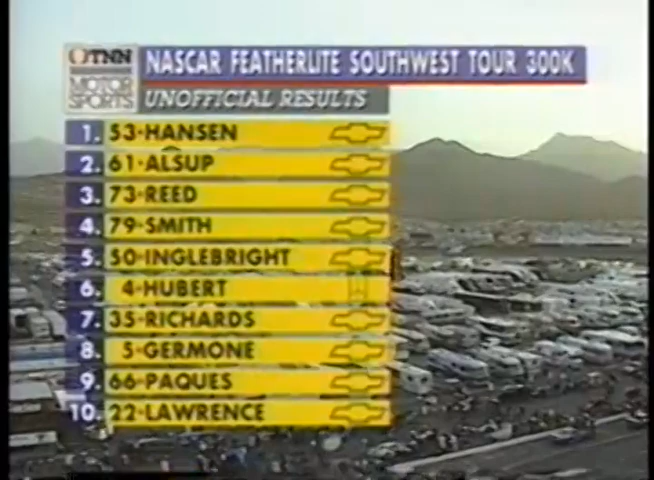 TNN
MOTOR
SPORTS
NASCAR FEATHERLITE SOUTHWEST TOUR 300K
UNOFFICIAL RESULTS
1. 53·HANSEN
2. 61·ALSUP
3. 73·REED
4. 79·SMITH
5. 50·INGLEBRIGHT
6. 4·HUBERT
7. 35·RICHARDS
8. 5·GERMONE
9. 66·PAQUES
10. 22·LAWRENCE